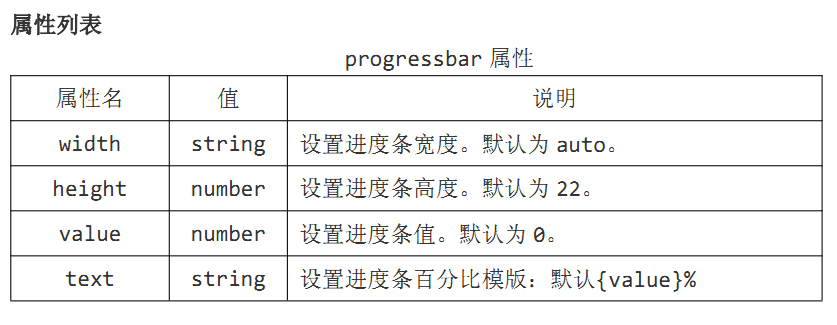 属性列表
progressbar 属性
属性名 值 说明
width string 设置进度条宽度。默认为 auto。
height number 设置进度条高度。默认为 22。
value number 设置进度条值。默认为 0。
text string 设置进度条百分比模版：默认{value}%